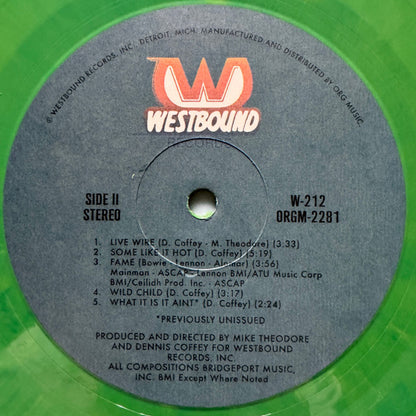 ℗ WESTBOUND RECORDS, INC., DETROIT, MICH. MANUFACTURED AND DISTRIBUTED BY ORG MUSIC.
W
WESTBOUND
RECORDS
SIDE II
STEREO
W-212
ORGM-2281
1. LIVE WIRE (D. Coffey - M. Theodore) (3:33)
2. SOME LIKE IT HOT (D. Coffey) (5:19)
3. FAME (Bowie - Lennon - Alomar) (3:56)
Mainman - ASCAP - Lennon BMI/ATU Music Carp
BMI/Ceilidh Prod. Inc. - ASCAP
4. WILD CHILD (D. Coffey) (3:17)
5. WHAT IT IS IT AINT* (D. Coffey) (2:24)
*PREVIOUSLY UNISSUED
PRODUCED AND DIRECTED BY MIKE THEODORE
AND DENNIS COFFEY FOR WESTBOUND
RECORDS, INC.
ALL COMPOSITIONS BRIDGEPORT MUSIC,
INC. BMI Except Where Noted